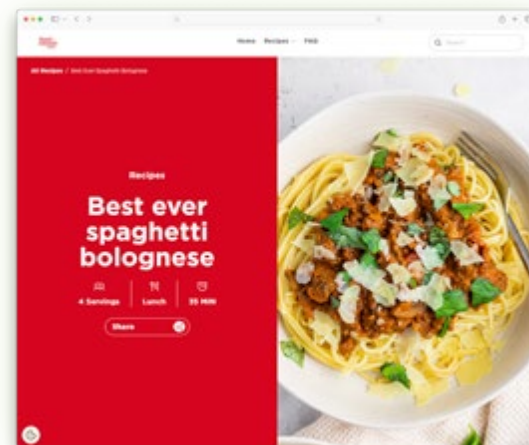 Home Recipes FAQ
Search
All Recipes / Best Ever Spaghetti Bolognese
Recipes
Best ever
spaghetti
bolognese
4 Servings Lunch 35 MIN
Share